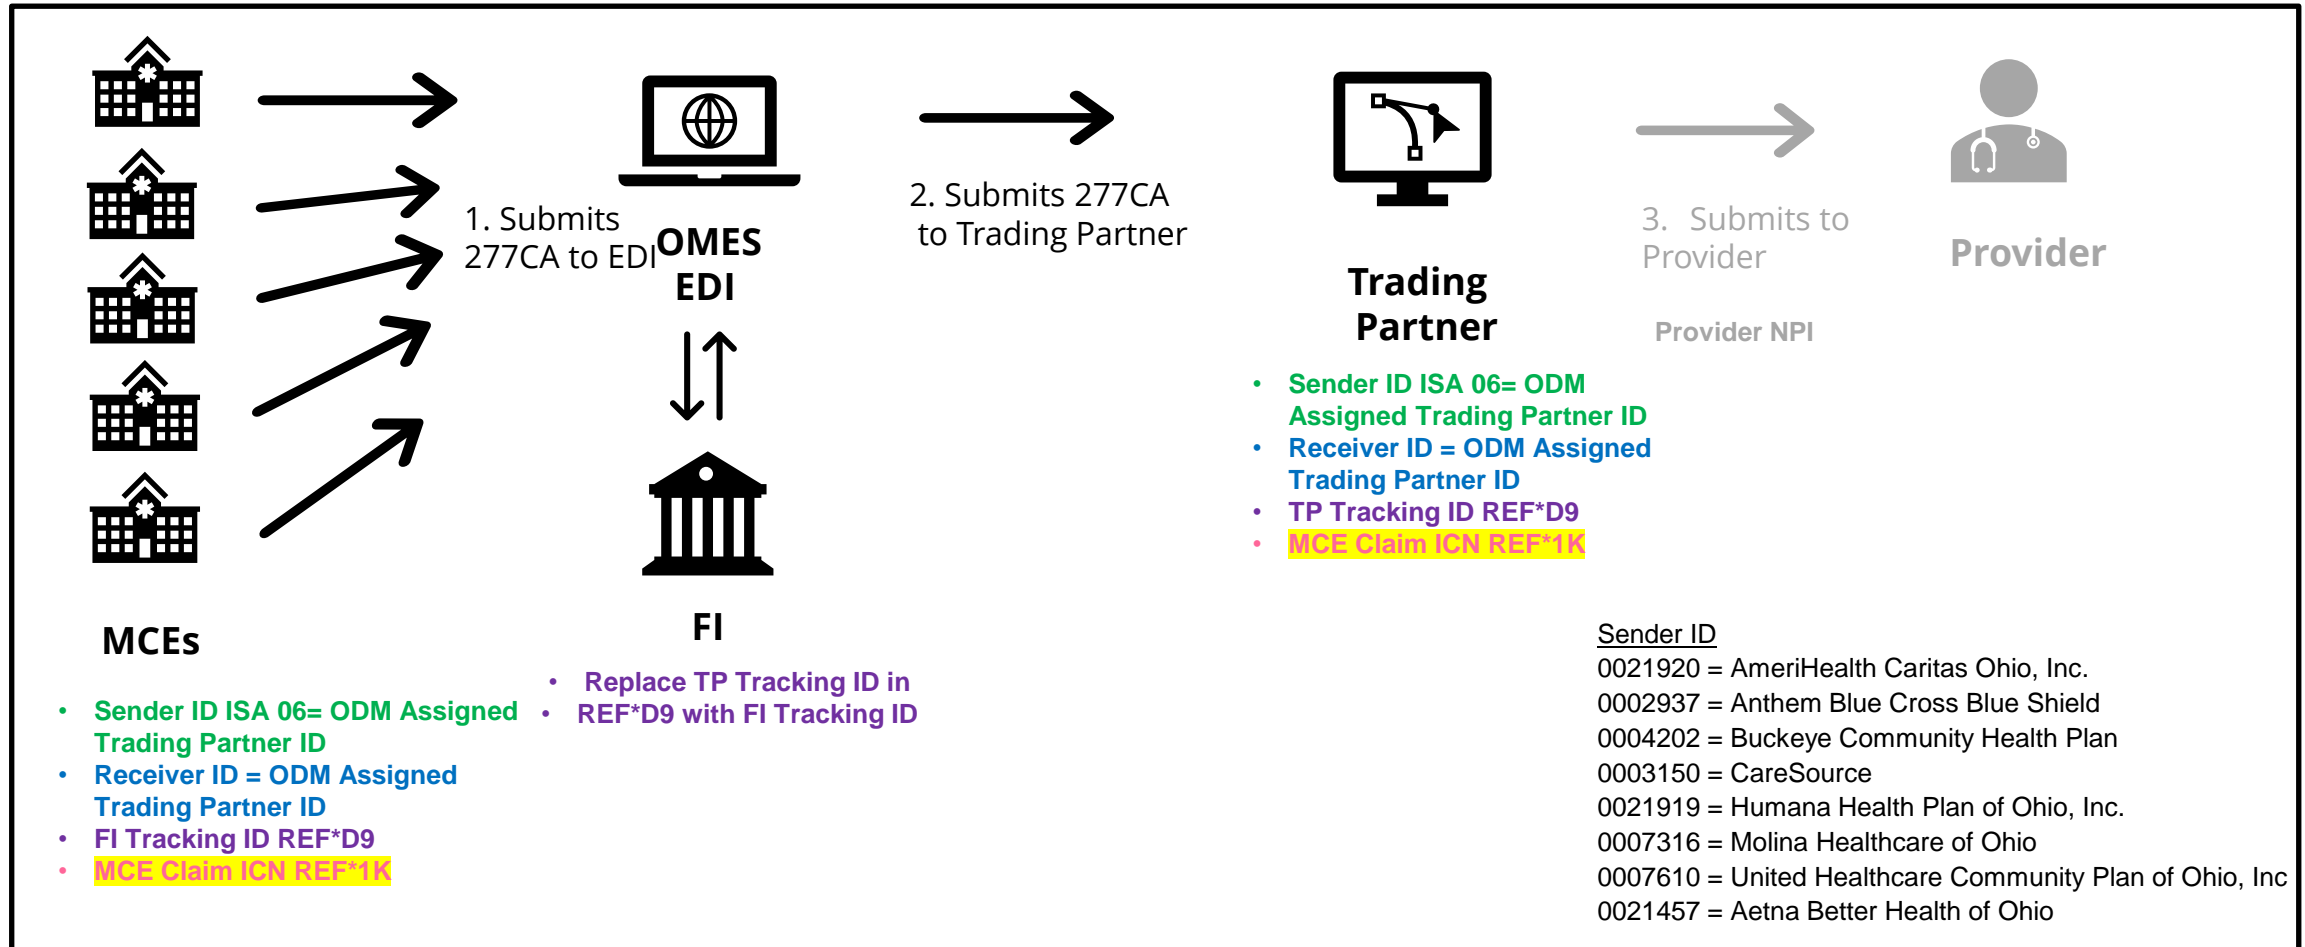 1. Submits
277CA to EDI
OMES
EDI
2. Submits 277CA
to Trading Partner
Trading
Partner
3. Submits to
Provider
Provider
Provider NPI
• Sender ID ISA 06= ODM
Assigned Trading Partner ID
• Receiver ID = ODM Assigned
Trading Partner ID
• TP Tracking ID REF*D9
• MCE Claim ICN REF*1K
MCEs
• Sender ID ISA 06= ODM Assigned
Trading Partner ID
• Receiver ID = ODM Assigned
Trading Partner ID
• FI Tracking ID REF*D9
• MCE Claim ICN REF*1K
FI
• Replace TP Tracking ID in
• REF*D9 with FI Tracking ID
Sender ID
0021920 = AmeriHealth Caritas Ohio, Inc.
0002937 = Anthem Blue Cross Blue Shield
0004202 = Buckeye Community Health Plan
0003150 = CareSource
0021919 = Humana Health Plan of Ohio, Inc.
0007316 = Molina Healthcare of Ohio
0007610 = United Healthcare Community Plan of Ohio, Inc
0021457 = Aetna Better Health of Ohio